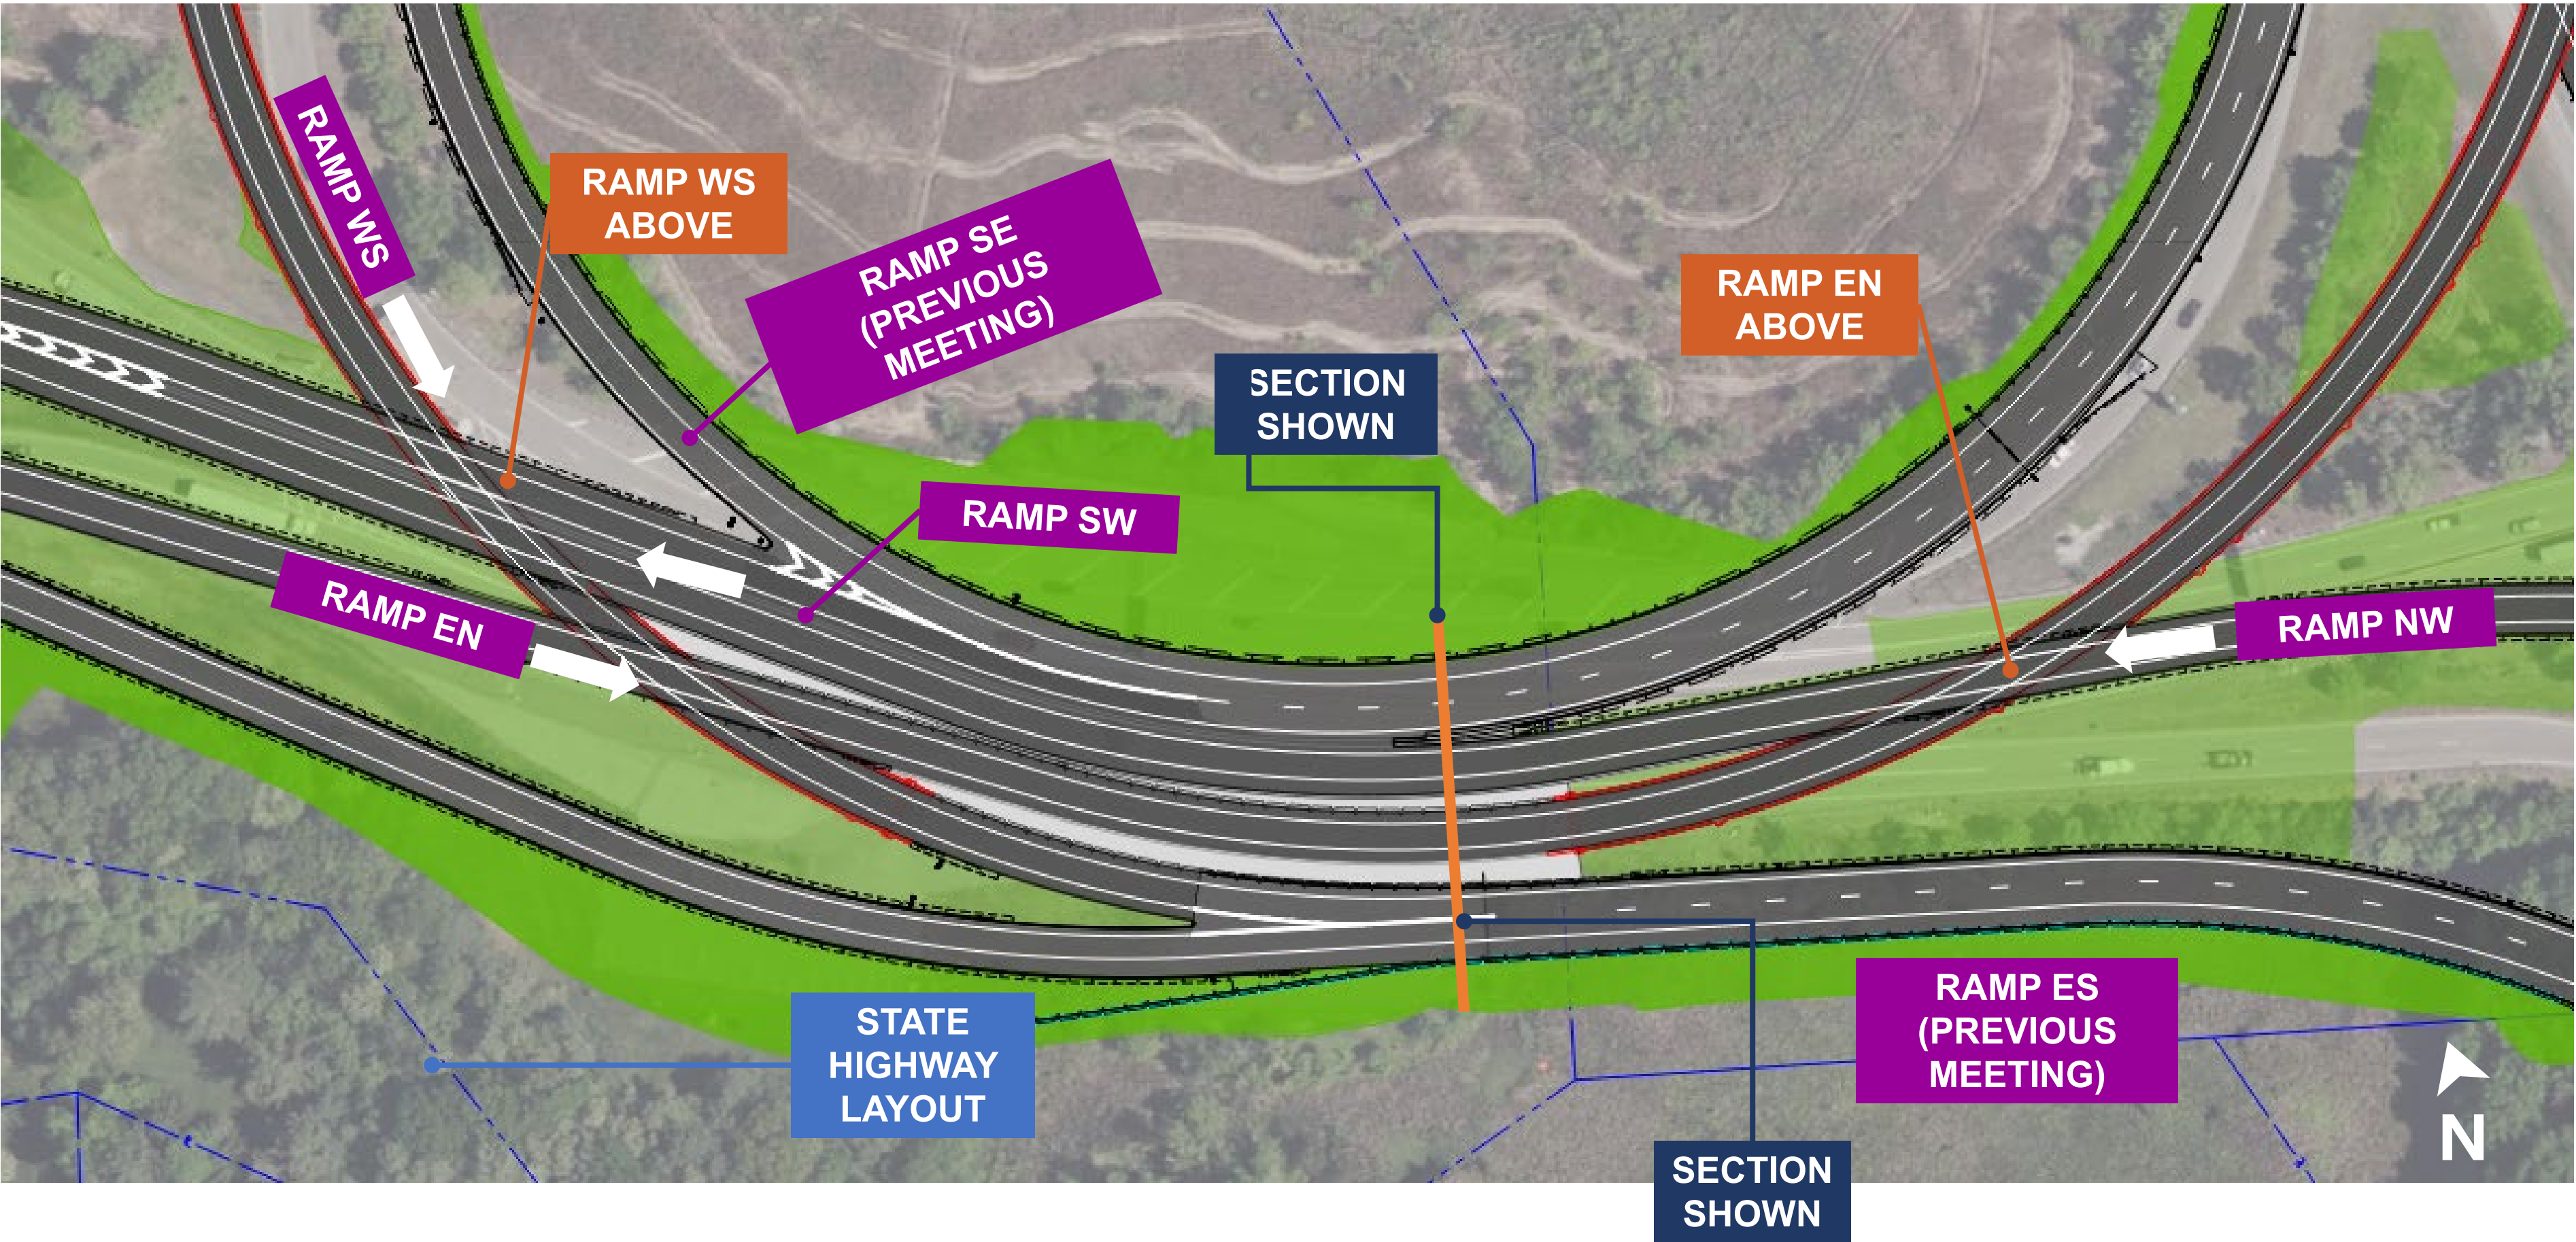 RAMP WS
RAMP WS
ABOVE
RAMP SE
(PREVIOUS
MEETING)
RAMP EN
ABOVE
SECTION
SHOWN
RAMP SW
RAMP EN
RAMP NW
STATE
HIGHWAY
LAYOUT
RAMP ES
(PREVIOUS
MEETING)
N
SECTION
SHOWN